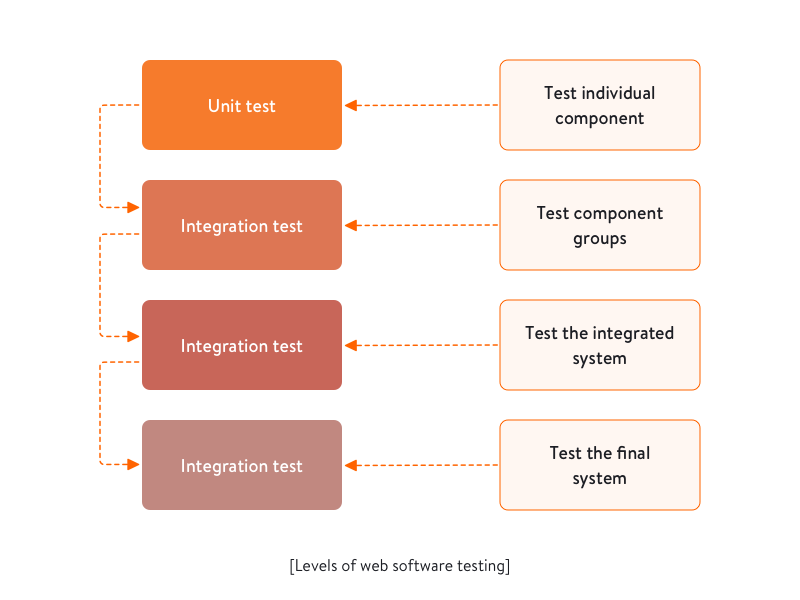 Unit test
Test individual
component
Integration test
Test component
groups
Integration test
Test the integrated
system
Integration test
Test the final
system
[Levels of web software testing]